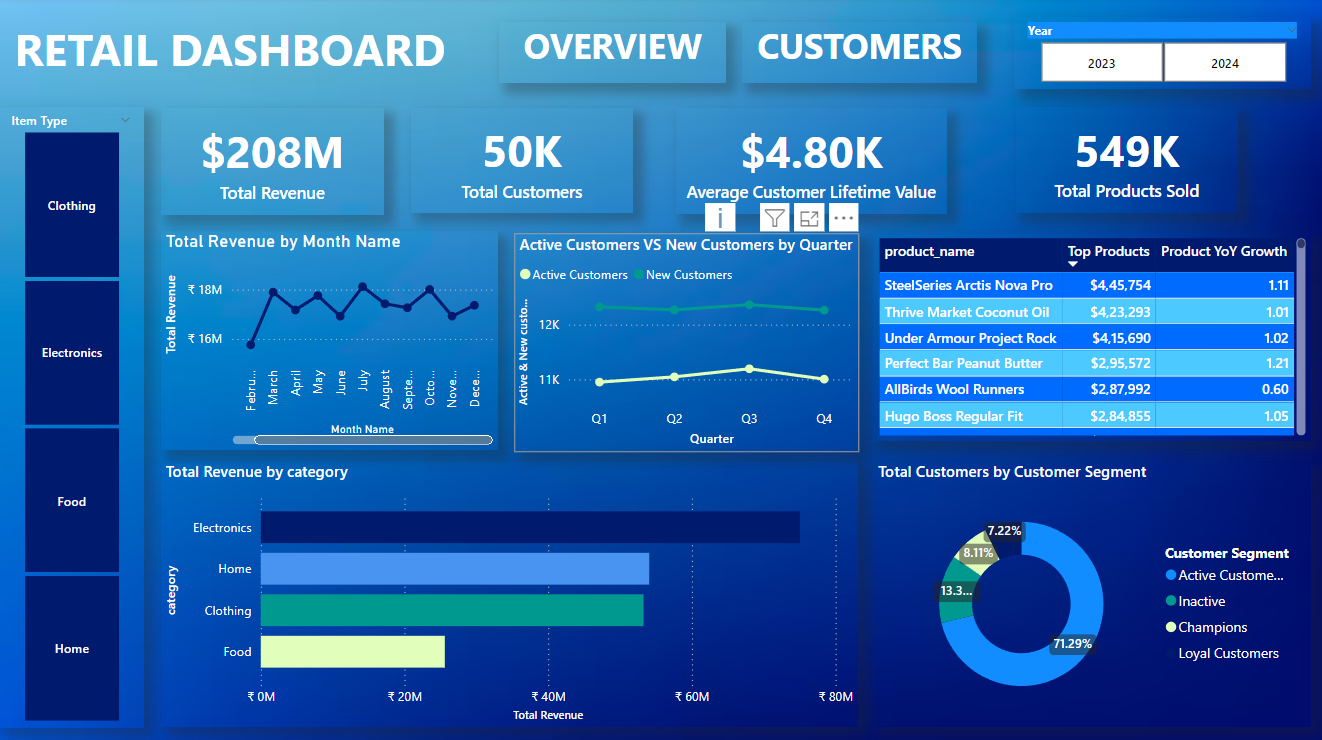 RETAIL DASHBOARD
OVERVIEW
CUSTOMERS
Year
2023
2024
Item Type
Clothing
Electronics
Food
Home
$208M
Total Revenue
50K
Total Customers
$4.80K
Average Customer Lifetime Value
549K
Total Products Sold
Total Revenue by Month Name
Total Revenue
₹ 18M
₹ 16M
Febru...
March
April
May
June
July
August
Septe...
Octo...
Nove...
Dece...
Month Name
Active Customers VS New Customers by Quarter
Active Customers
New Customers
Active & New custo...
12K
11K
Q1
Q2
Q3
Q4
Quarter
product_name Top Products Product YoY Growth
SteelSeries Arctis Nova Pro $4,45,754 1.11
Thrive Market Coconut Oil $4,23,293 1.01
Under Armour Project Rock $4,15,690 1.02
Perfect Bar Peanut Butter $2,95,572 1.21
AllBirds Wool Runners $2,87,992 0.60
Hugo Boss Regular Fit $2,84,855 1.05
Total Revenue by category
category
Electronics
Home
Clothing
Food
₹ 0M
₹ 20M
₹ 40M
₹ 60M
₹ 80M
Total Revenue
Total Customers by Customer Segment
7.22%
8.11%
13.3...
71.29%
Customer Segment
Active Custome...
Inactive
Champions
Loyal Customers